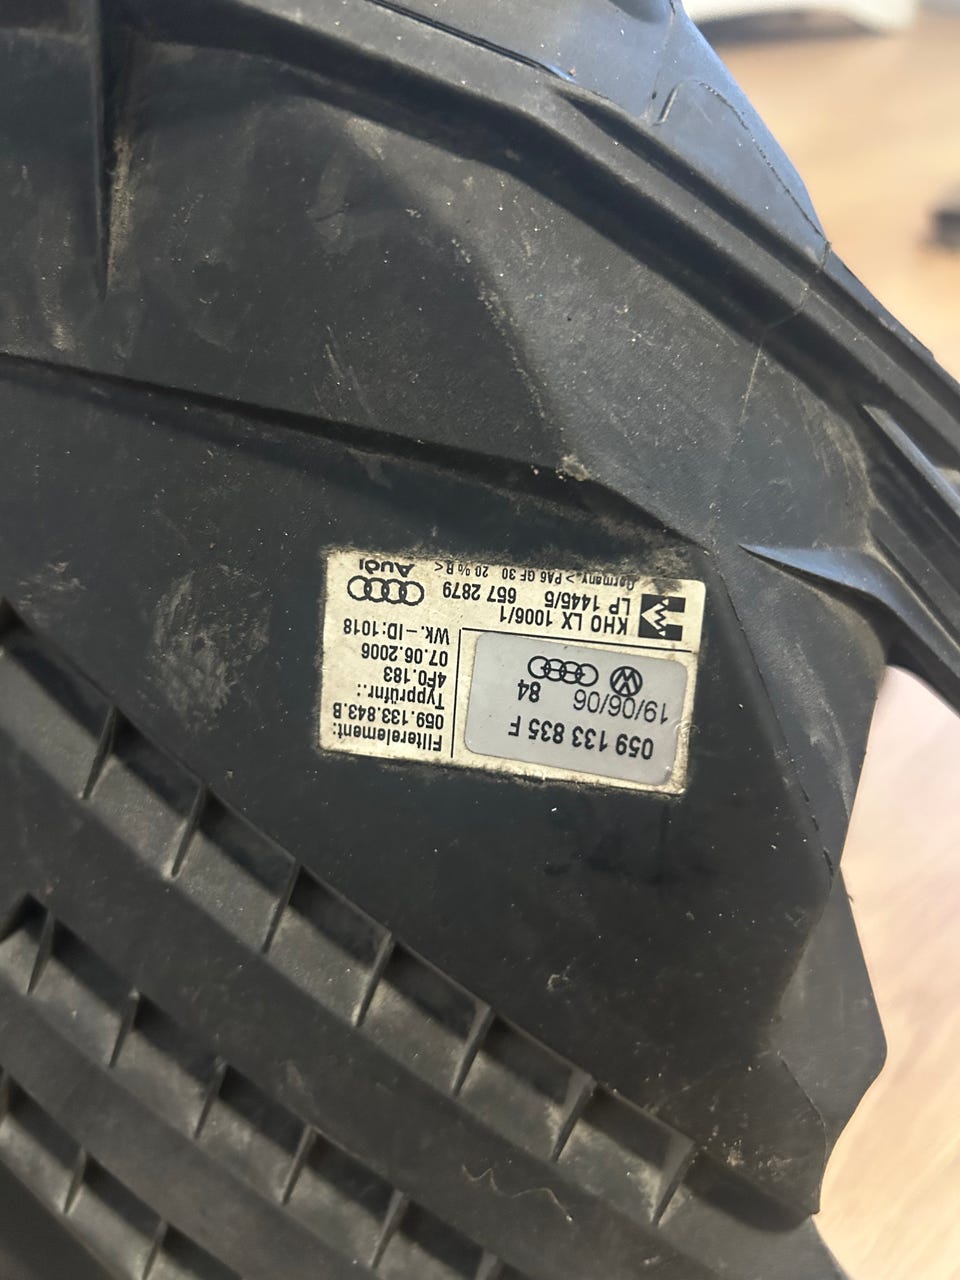 059 133 835 F
19/06/06
84
Filterelement:
059.133.843.B
Typprüfnr.:
4F0.183
07.06.2006
Wk.-ID:1018
KHO LX 1006/1
LP 1445/5
657 2879
Germany > PA6 GF 30 20 % R <
Audi